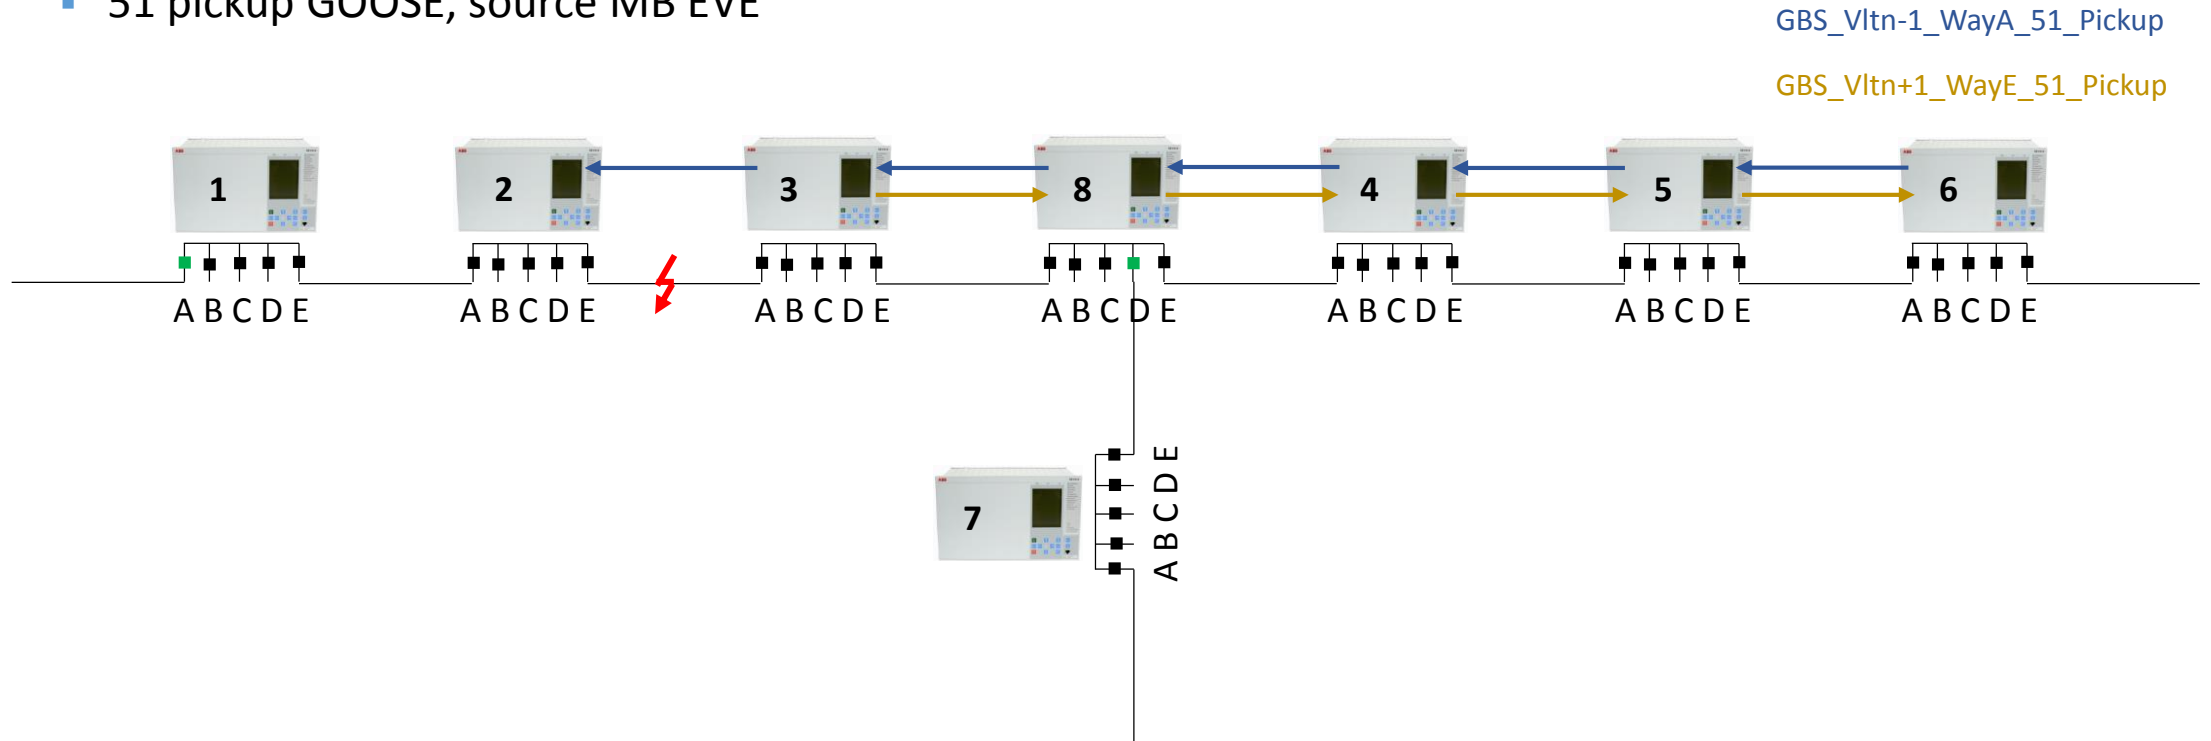 51 pickup GOOSE, source MB EVE
GBS_Vltn-1_WayA_51_Pickup
GBS_Vltn+1_WayE_51_Pickup
1
2
3
8
4
5
6
A B C D E
A B C D E
A B C D E
A B C D E
A B C D E
A B C D E
A B C D E
7
A B C D E